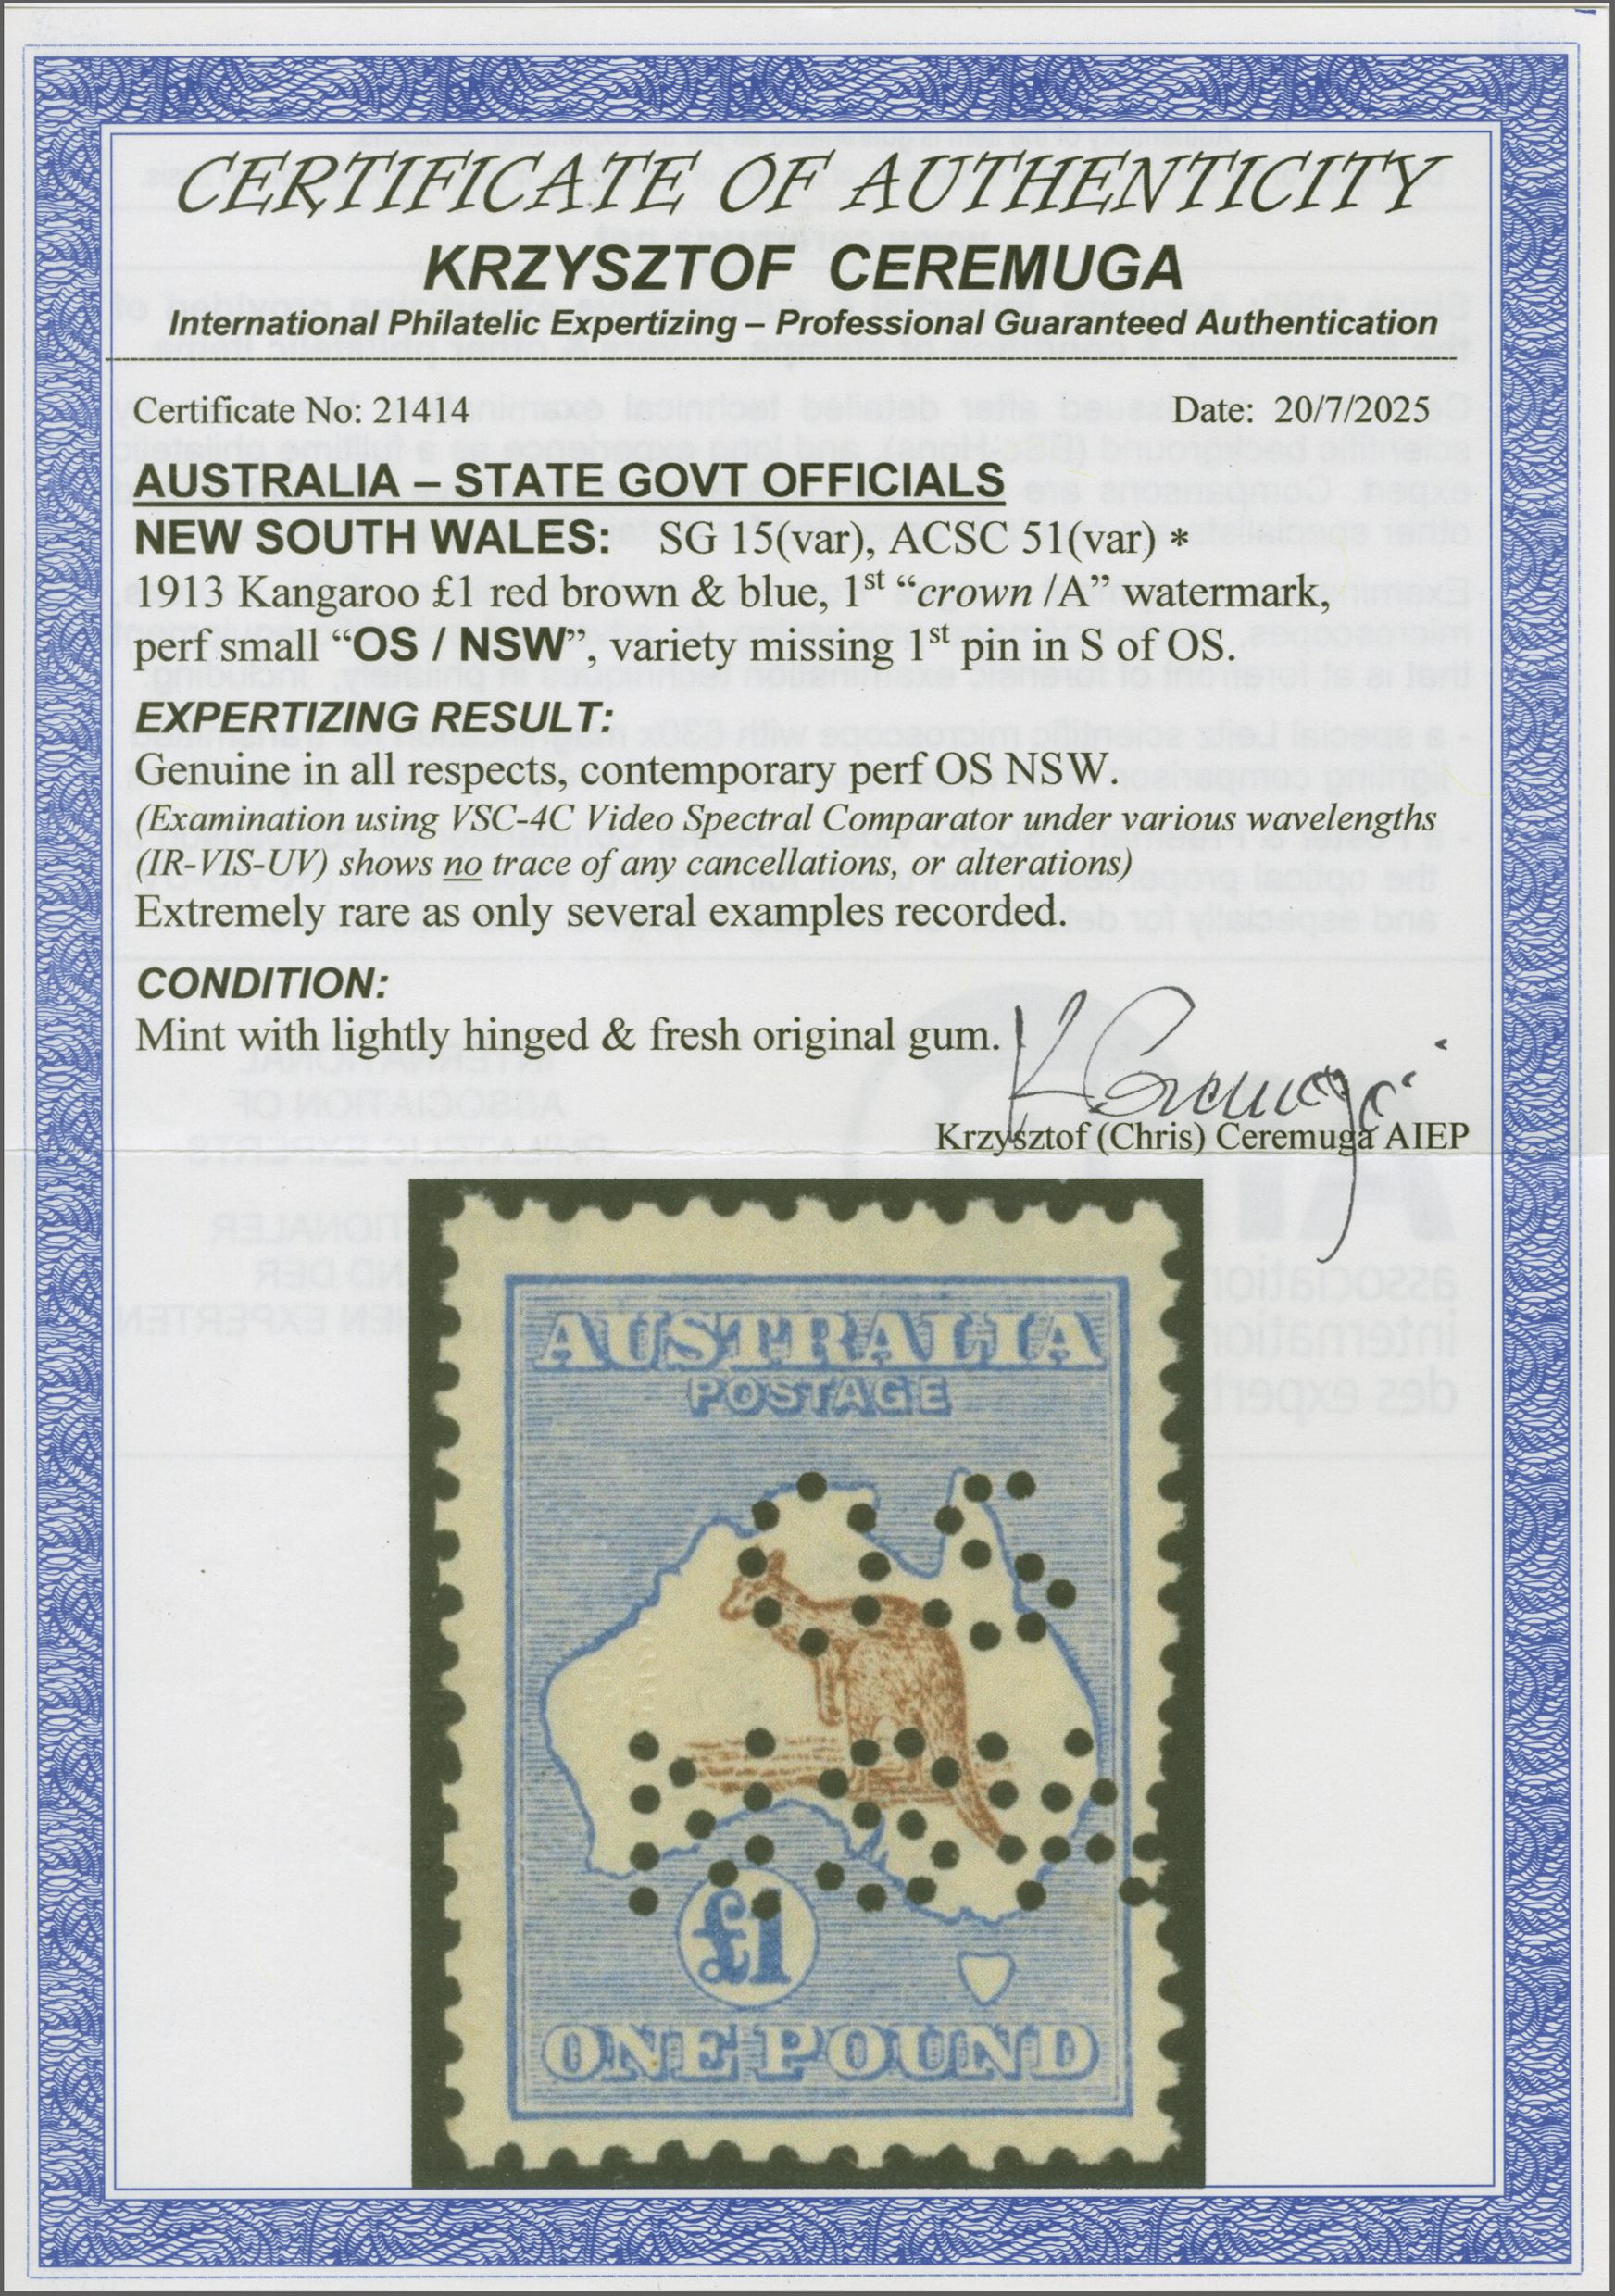 CERTIFICATE OF AUTHENTICITY
KRZYSZTOF CEREMUGA
International Philatelic Expertizing – Professional Guaranteed Authentication
Certificate No: 21414 Date: 20/7/2025
AUSTRALIA – STATE GOVT OFFICIALS
NEW SOUTH WALES: SG 15(var), ACSC 51(var) *
1913 Kangaroo £1 red brown & blue, 1st “crown /A” watermark,
perf small “OS / NSW”, variety missing 1st pin in S of OS.
EXPERTIZING RESULT:
Genuine in all respects, contemporary perf OS NSW.
(Examination using VSC-4C Video Spectral Comparator under various wavelengths
(IR-VIS-UV) shows no trace of any cancellations, or alterations)
Extremely rare as only several examples recorded.
CONDITION:
Mint with lightly hinged & fresh original gum.
K Ceremuga
Krzysztof (Chris) Ceremuga AIEP
AUSTRALIA
POSTAGE
OS
NSW
£1
ONE POUND